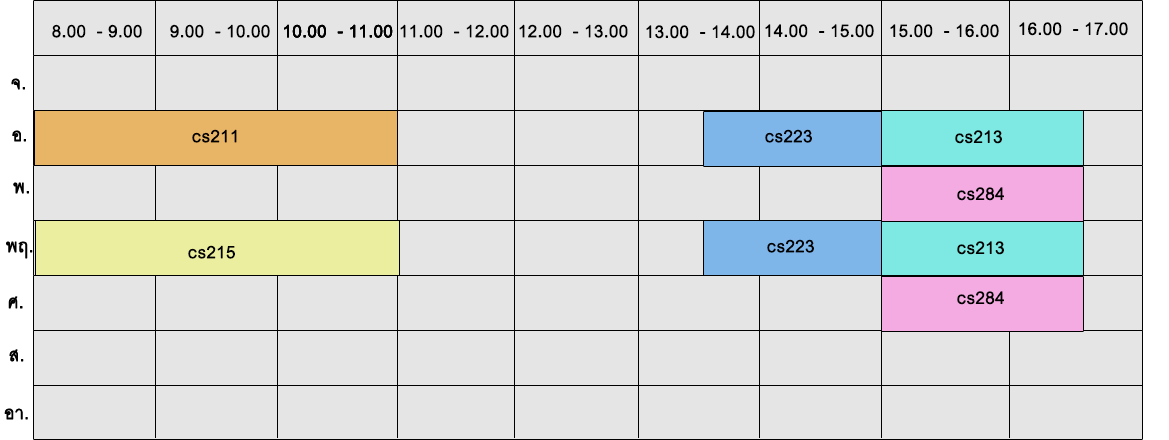 8.00 - 9.00 9.00 - 10.00 10.00 - 11.00 11.00 - 12.00 12.00 - 13.00 13.00 - 14.00 14.00 - 15.00 15.00 - 16.00 16.00 - 17.00
จ.
อ. cs211 cs223 cs213
พ. cs284
พฤ. cs215 cs223 cs213
ศ. cs284
ส.
อา.